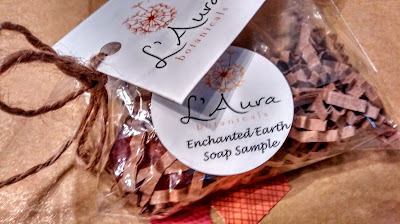 L'Aura
botanicals
L'Aura
botanicals
Enchanted Earth
Soap Sample